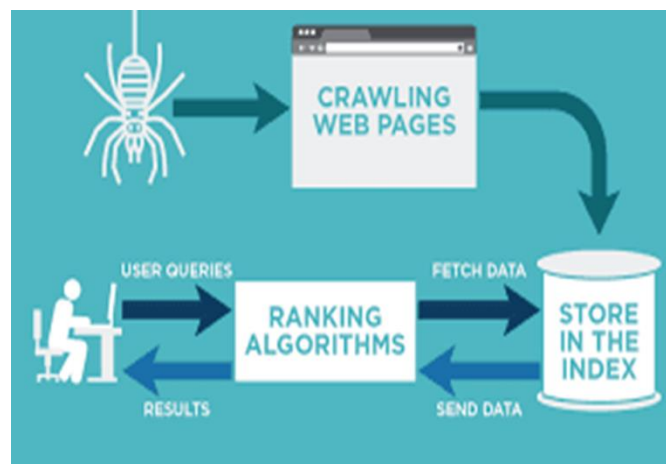 CRAWLING
WEB PAGES
USER QUERIES
FETCH DATA
RANKING
ALGORITHMS
STORE
IN THE
INDEX
RESULTS
SEND DATA